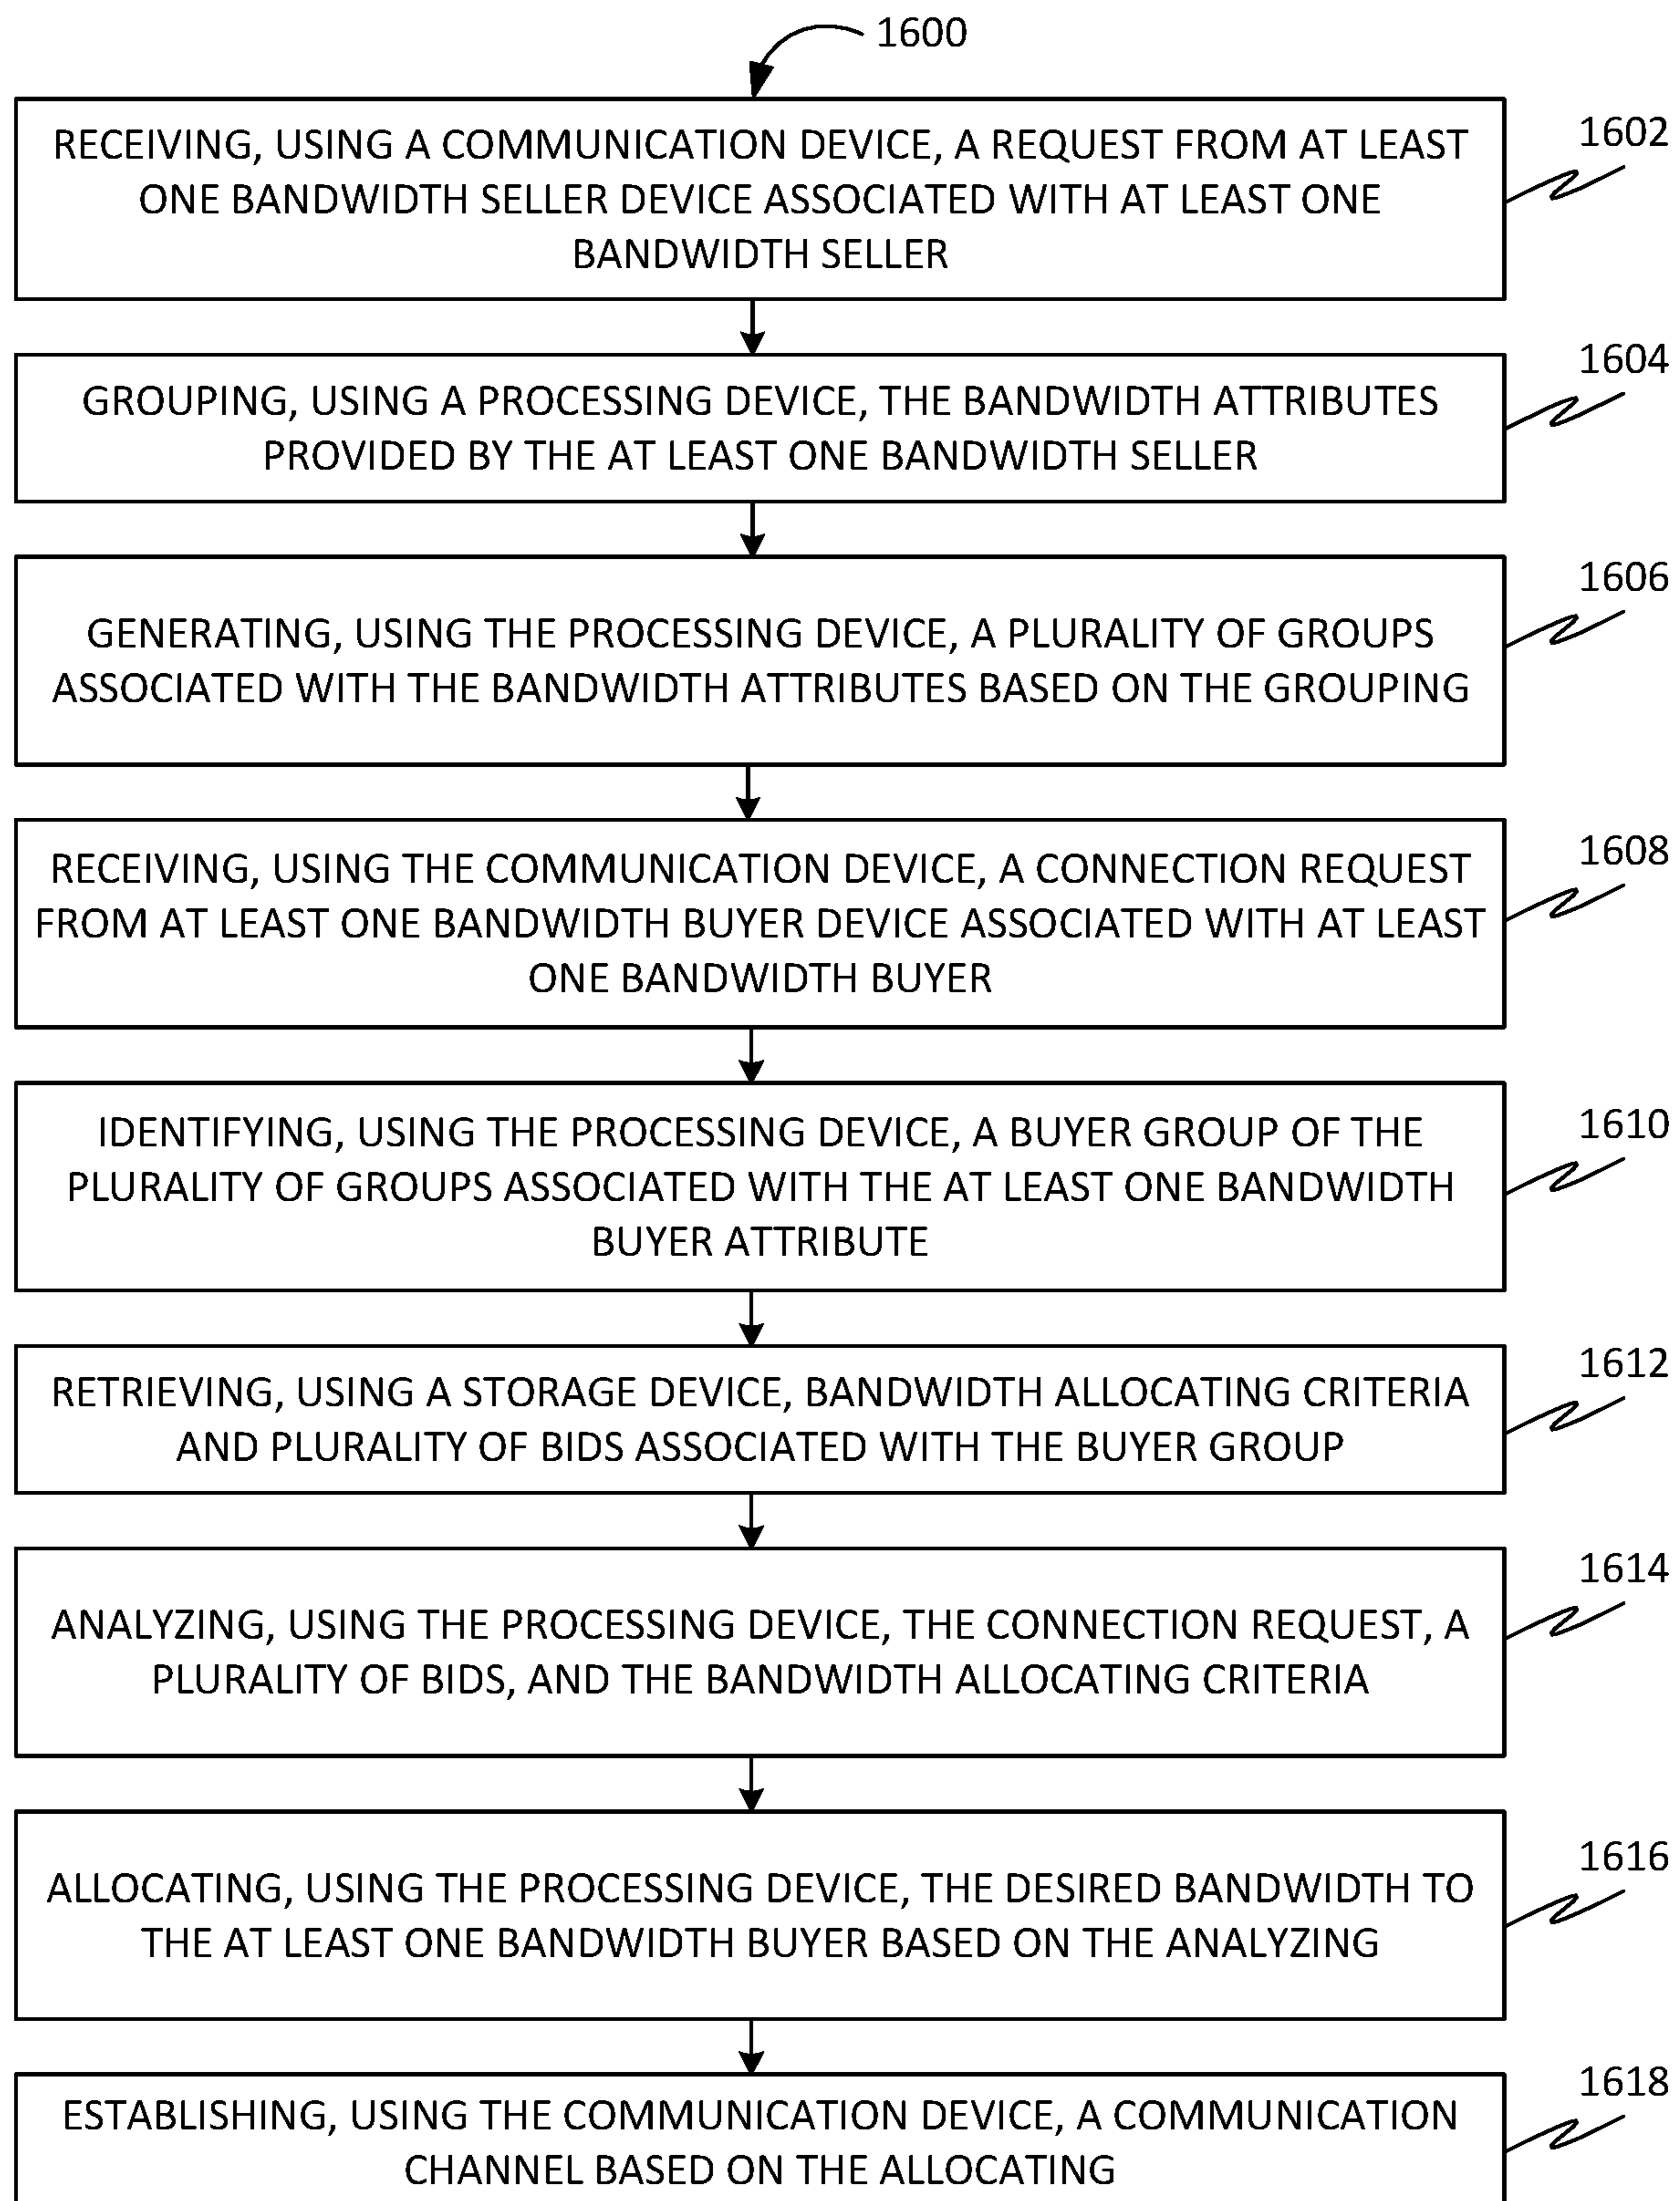 1600
RECEIVING, USING A COMMUNICATION DEVICE, A REQUEST FROM AT LEAST
ONE BANDWIDTH SELLER DEVICE ASSOCIATED WITH AT LEAST ONE
BANDWIDTH SELLER
1602
GROUPING, USING A PROCESSING DEVICE, THE BANDWIDTH ATTRIBUTES
PROVIDED BY THE AT LEAST ONE BANDWIDTH SELLER
1604
GENERATING, USING THE PROCESSING DEVICE, A PLURALITY OF GROUPS
ASSOCIATED WITH THE BANDWIDTH ATTRIBUTES BASED ON THE GROUPING
1606
RECEIVING, USING THE COMMUNICATION DEVICE, A CONNECTION REQUEST
FROM AT LEAST ONE BANDWIDTH BUYER DEVICE ASSOCIATED WITH AT LEAST
ONE BANDWIDTH BUYER
1608
IDENTIFYING, USING THE PROCESSING DEVICE, A BUYER GROUP OF THE
PLURALITY OF GROUPS ASSOCIATED WITH THE AT LEAST ONE BANDWIDTH
BUYER ATTRIBUTE
1610
RETRIEVING, USING A STORAGE DEVICE, BANDWIDTH ALLOCATING CRITERIA
AND PLURALITY OF BIDS ASSOCIATED WITH THE BUYER GROUP
1612
ANALYZING, USING THE PROCESSING DEVICE, THE CONNECTION REQUEST, A
PLURALITY OF BIDS, AND THE BANDWIDTH ALLOCATING CRITERIA
1614
ALLOCATING, USING THE PROCESSING DEVICE, THE DESIRED BANDWIDTH TO
THE AT LEAST ONE BANDWIDTH BUYER BASED ON THE ANALYZING
1616
ESTABLISHING, USING THE COMMUNICATION DEVICE, A COMMUNICATION
CHANNEL BASED ON THE ALLOCATING
1618